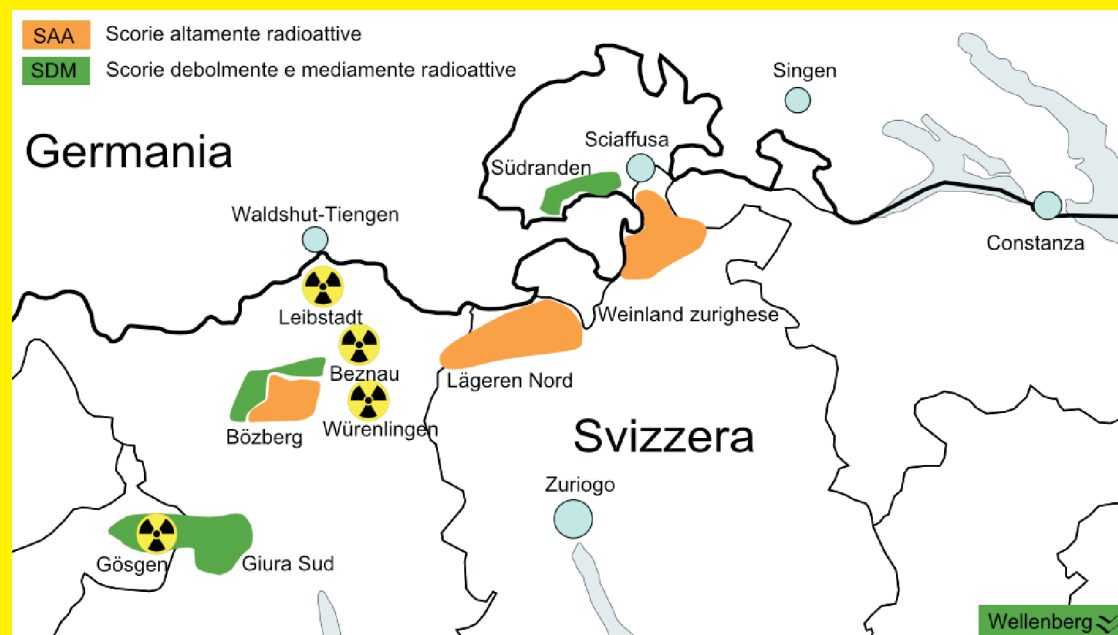 SAA Scorie altamente radioattive
SDM Scorie debolmente e mediamente radioattive
Singen
Germania
Sciaffusa
Südranden
Waldshut-Tiengen
Constanza
Leibstadt
Weinland zurighese
Beznau
Lägeren Nord
Würenlingen
Bözberg
Svizzera
Zuriogo
Gösgen
Giura Sud
Wellenberg